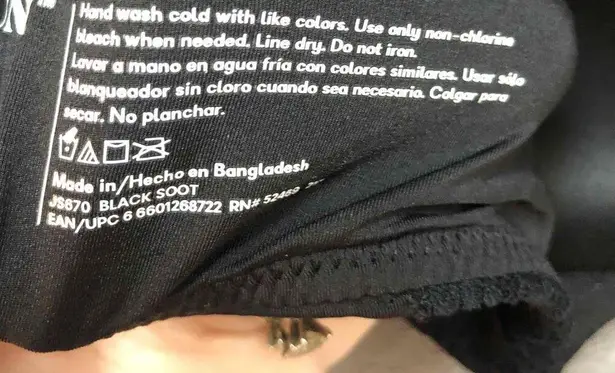 N™
Hand wash cold with like colors. Use only non-chlorine
bleach when needed. Line dry. Do not iron.
Lavar a mano en agua fría con colores similares. Usar sólo
blanqueador sin cloro cuando sea necesario. Colgar para
secar. No planchar.
Made in/Hecho en Bangladesh
JS670 BLACK SOOT
EAN/UPC 6 6601268722 RN# 52469